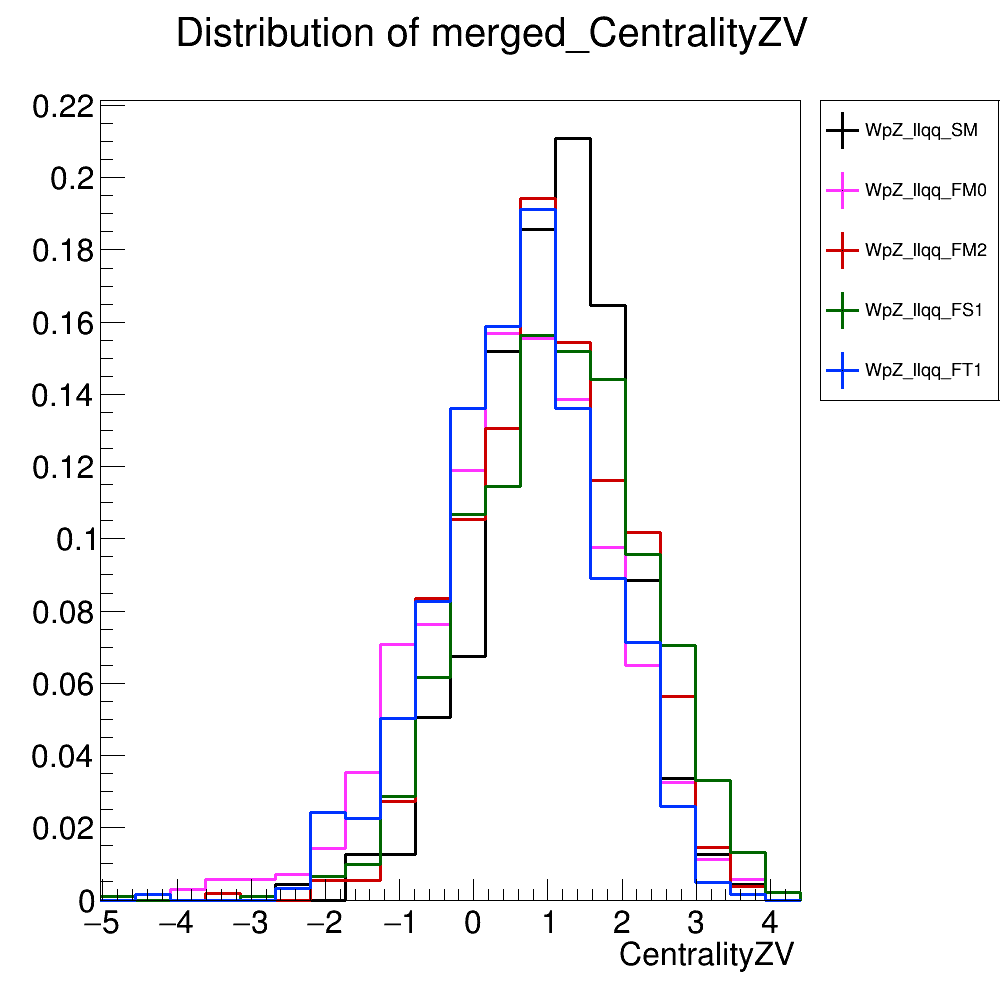 Distribution of merged_CentralityZV
0.22
0.2
0.18
0.16
0.14
0.12
0.1
0.08
0.06
0.04
0.02
0
−5 −4 −3 −2 −1 0 1 2 3 4
CentralityZV
WpZ_llqq_SM
WpZ_llqq_FM0
WpZ_llqq_FM2
WpZ_llqq_FS1
WpZ_llqq_FT1